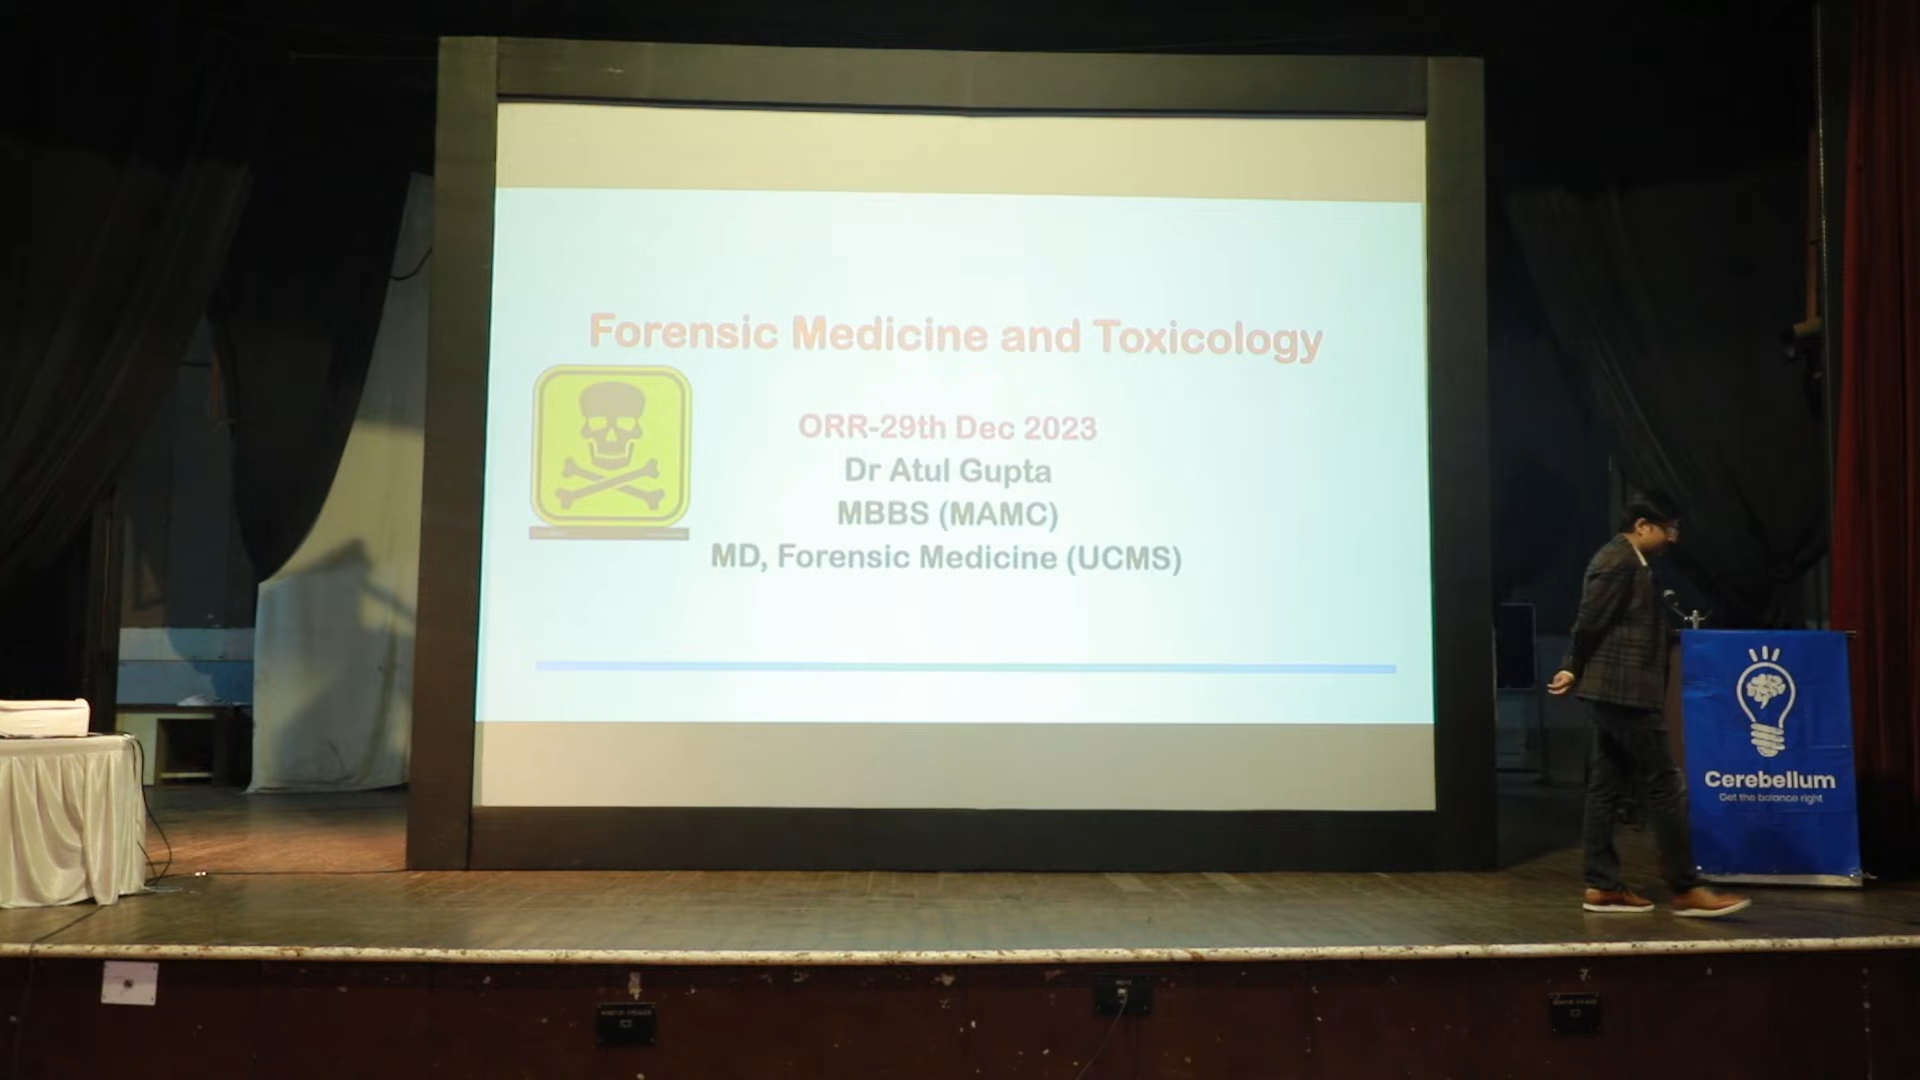 Forensic Medicine and Toxicology
ORR-29th Dec 2023
Dr Atul Gupta
MBBS (MAMC)
MD, Forensic Medicine (UCMS)
Cerebellum
Get the balance right